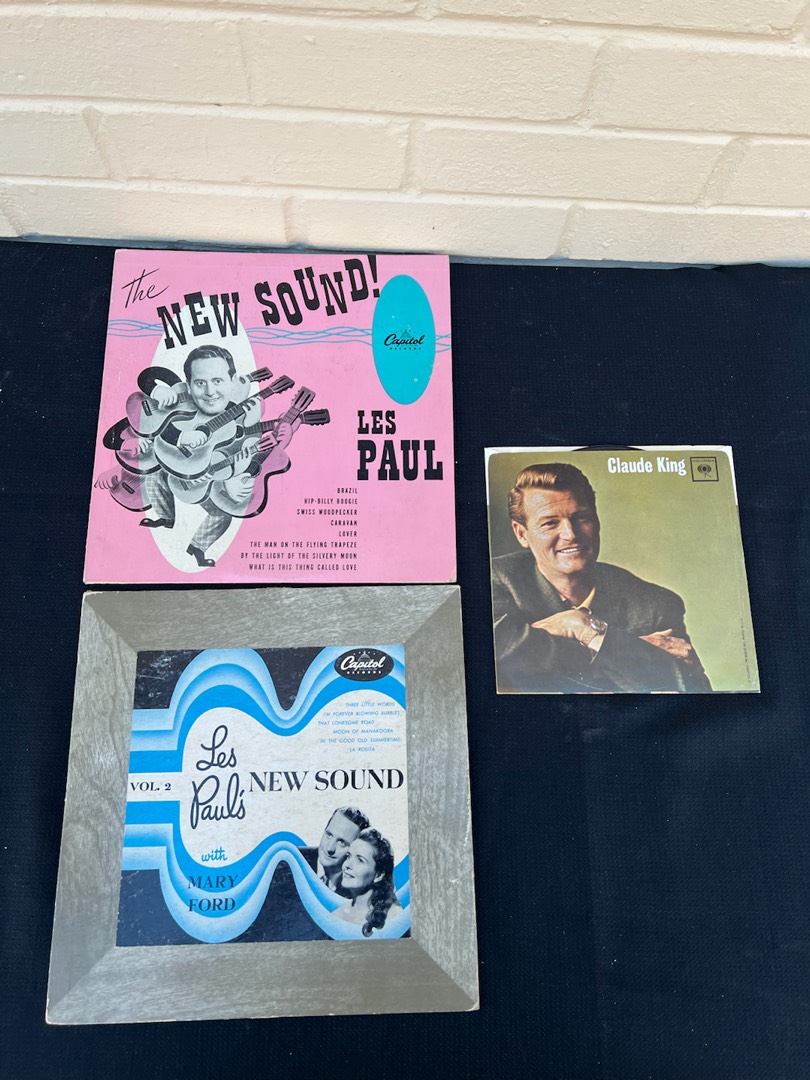 The
NEW SOUND!
Capitol
RECORDS
LES
PAUL
BRAZIL
HIP-BILLY BOOGIE
SWISS WOODPECKER
CARAVAN
LOVER
THE MAN ON THE FLYING TRAPEZE
BY THE LIGHT OF THE SILVERY MOON
WHAT IS THIS THING CALLED LOVE
Claude King
COLUMBIA
Capitol
RECORDS
THREE LITTLE WORDS
I'M FOREVER BLOWING BUBBLES
THAT LONESOME ROAD
MOON OF MANAKOORA
IN THE GOOD OLD SUMMERTIME
LA ROSITA
VOL. 2
Les
Paul's
NEW SOUND
with
MARY
FORD